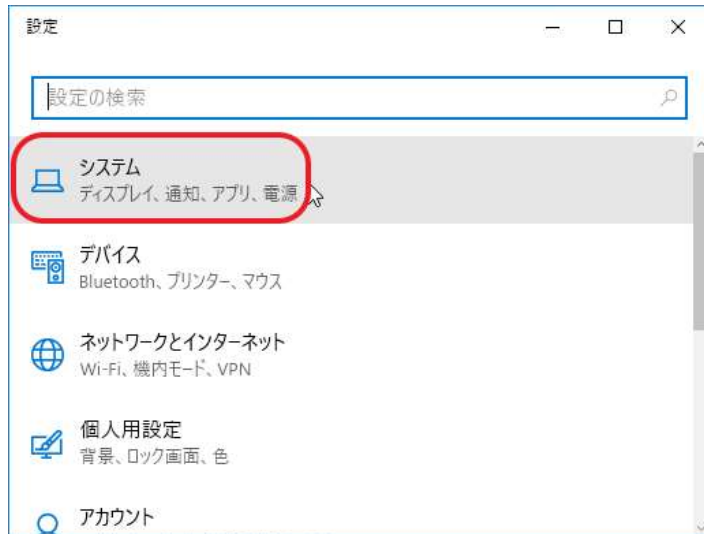 設定
設定の検索
システム
ディスプレイ、通知、アプリ、電源
デバイス
Bluetooth、プリンター、マウス
ネットワークとインターネット
Wi-Fi、機内モード、VPN
個人用設定
背景、ロック画面、色
アカウント